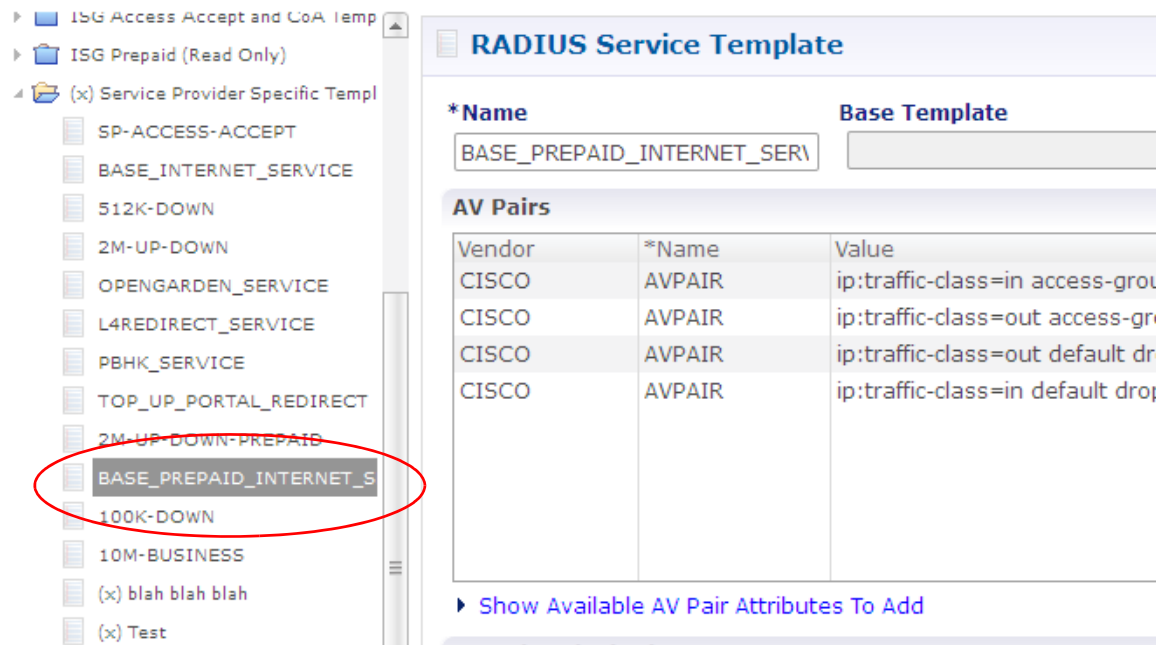 ISG Access Accept and CoA Temp
ISG Prepaid (Read Only)
(x) Service Provider Specific Templ
SP-ACCESS-ACCEPT
BASE_INTERNET_SERVICE
512K-DOWN
2M-UP-DOWN
OPENGARDEN_SERVICE
L4REDIRECT_SERVICE
PBHK_SERVICE
TOP_UP_PORTAL_REDIRECT
2M-UP-DOWN-PREPAID
BASE_PREPAID_INTERNET_S
100K-DOWN
10M-BUSINESS
(x) blah blah blah
(x) Test
RADIUS Service Template
*Name Base Template
BASE_PREPAID_INTERNET_SER
AV Pairs
Vendor *Name Value
CISCO AVPAIR ip:traffic-class=in access-grou
CISCO AVPAIR ip:traffic-class=out access-gr
CISCO AVPAIR ip:traffic-class=out default dr
CISCO AVPAIR ip:traffic-class=in default drop
Show Available AV Pair Attributes To Add